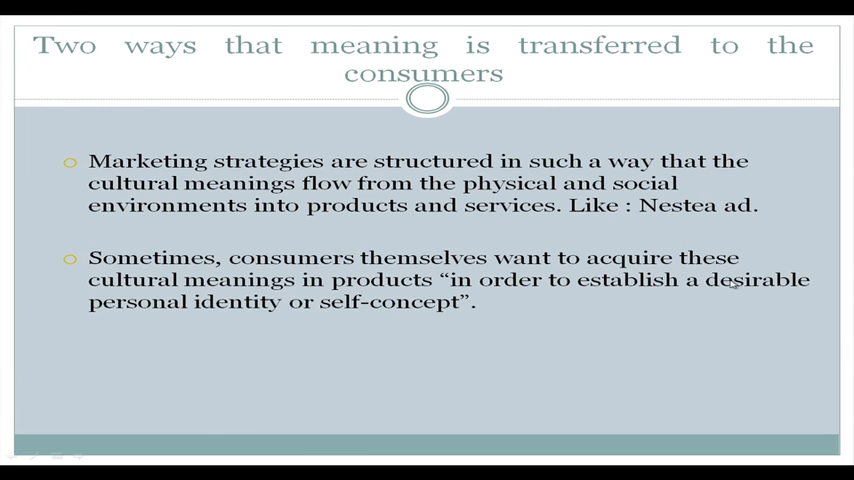 Two ways that meaning is transferred to the
consumers
Marketing strategies are structured in such a way that the
cultural meanings flow from the physical and social
environments into products and services. Like : Nestea ad.
Sometimes, consumers themselves want to acquire these
cultural meanings in products “in order to establish a desirable
personal identity or self-concept”.